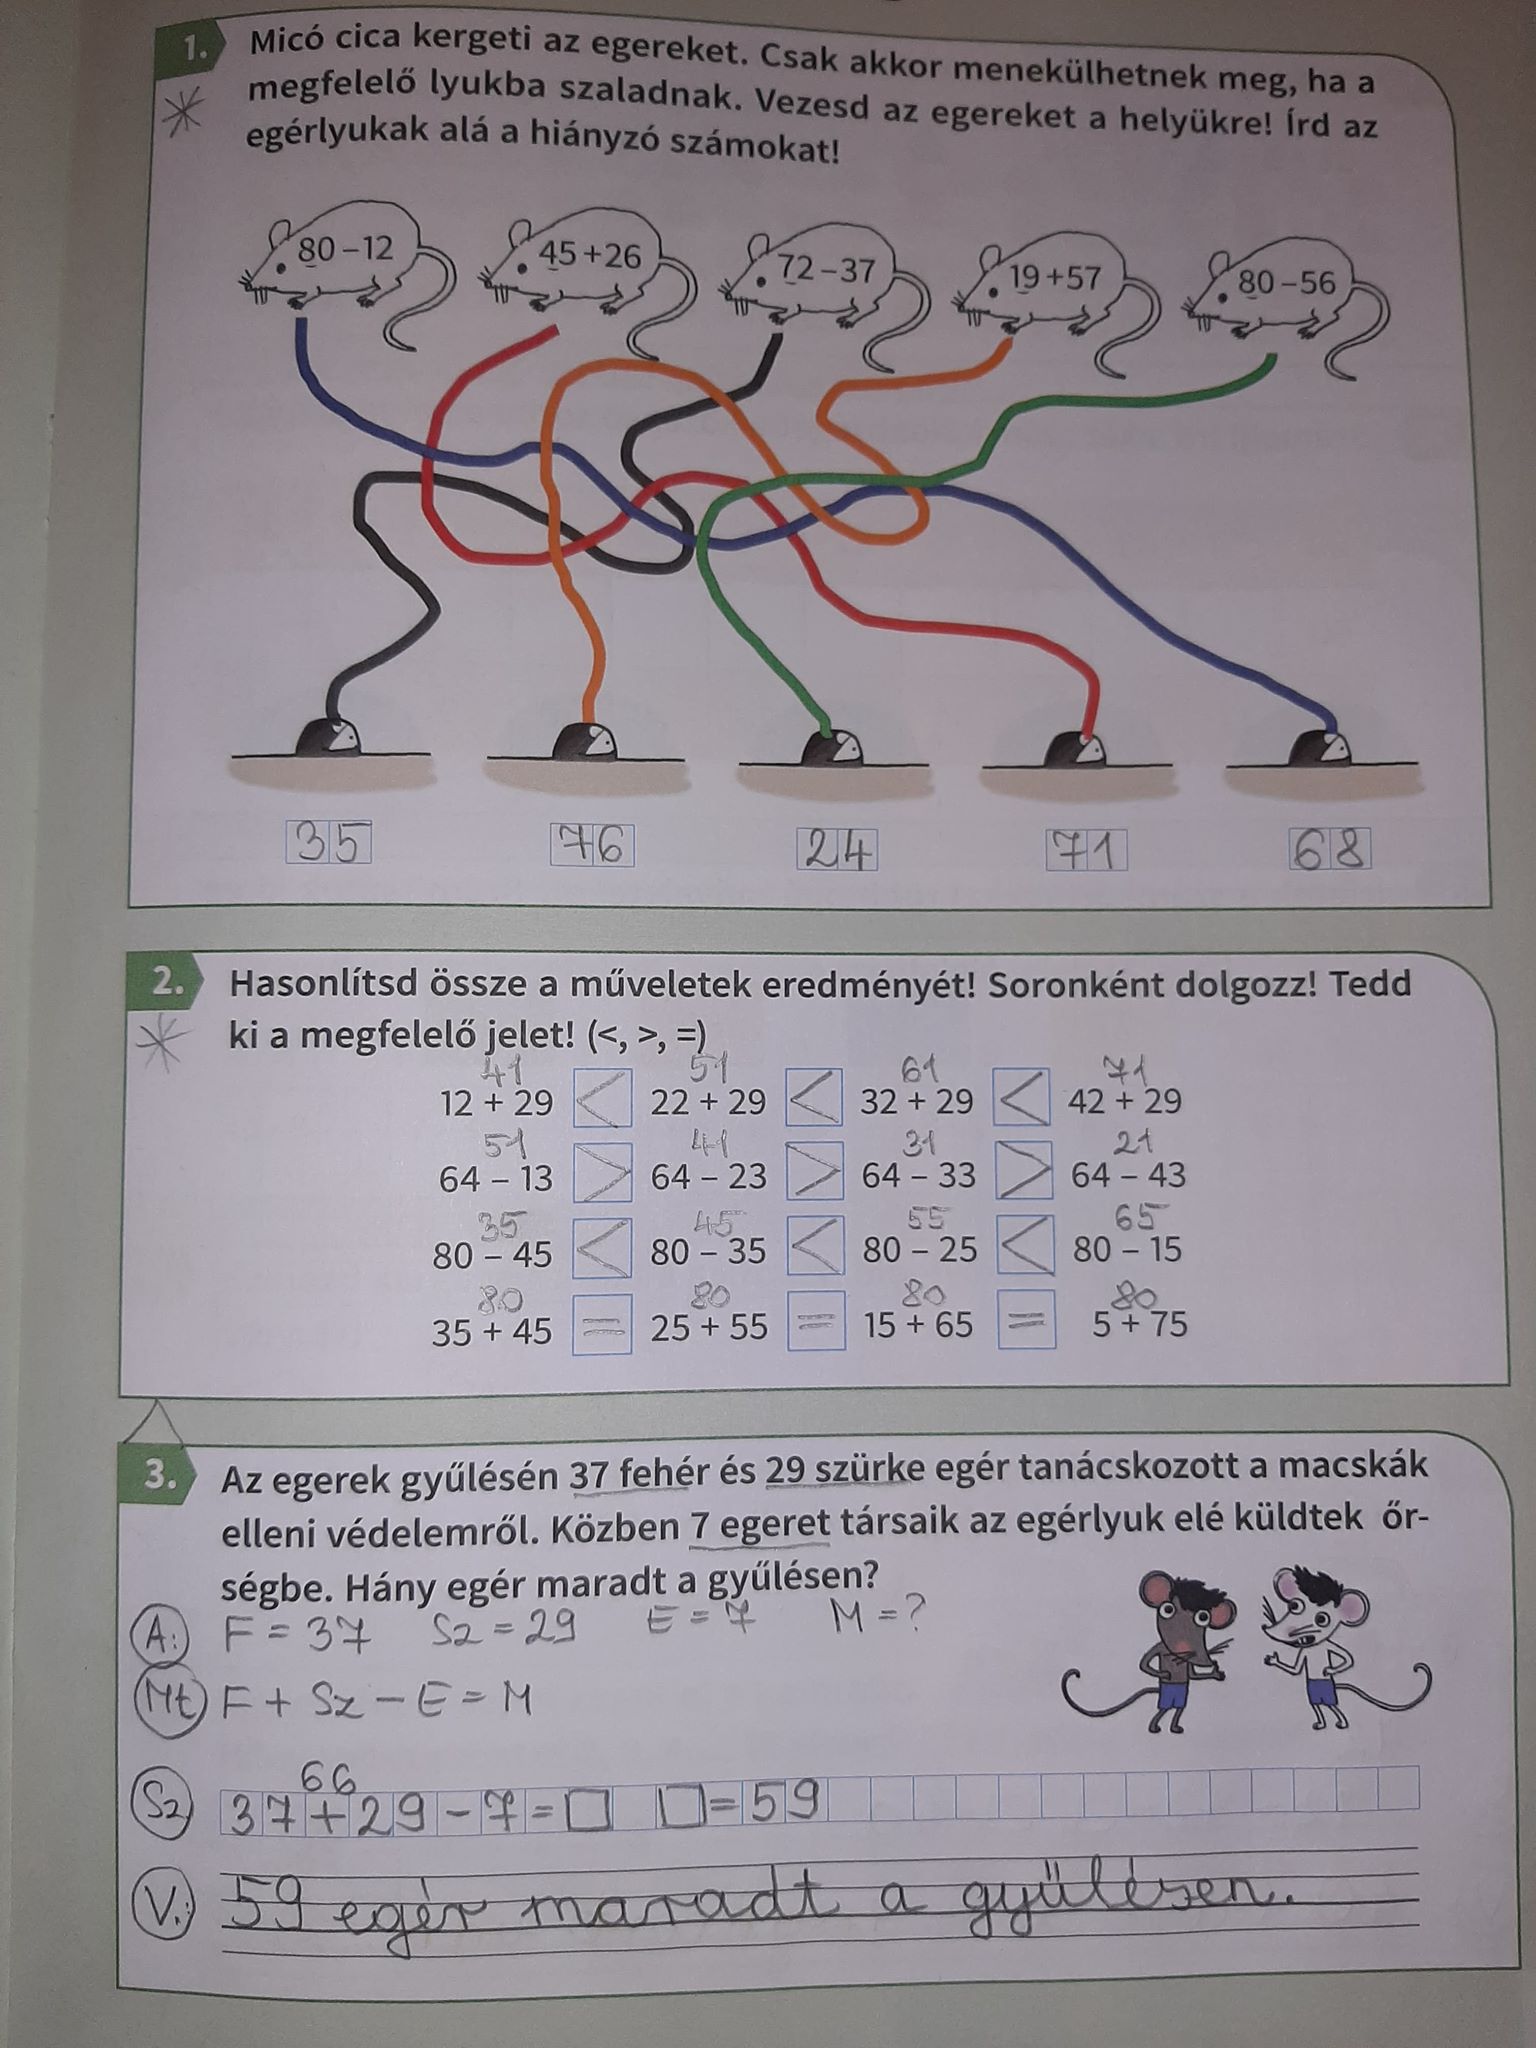 1. Micó cica kergeti az egereket. Csak akkor menekülhetnek meg, ha a
megfelelő lyukba szaladnak. Vezesd az egereket a helyükre! Írd az
egérlyukak alá a hiányzó számokat!
80–12 45+26 72–37 19+57 80–56
35 76 24 71 68
2. Hasonlítsd össze a műveletek eredményét! Soronként dolgozz! Tedd
ki a megfelelő jelet! (<, >, =)
41 51 61 71
12 + 29 < 22 + 29 < 32 + 29 < 42 + 29
51 41 31 21
64 – 13 > 64 – 23 > 64 – 33 > 64 – 43
35 45 55 65
80 – 45 < 80 – 35 < 80 – 25 < 80 – 15
80 80 80 80
35 + 45 = 25 + 55 = 15 + 65 = 5 + 75
3. Az egerek gyűlésén 37 fehér és 29 szürke egér tanácskozott a macskák
elleni védelemről. Közben 7 egeret társaik az egérlyuk elé küldtek őr-
ségbe. Hány egér maradt a gyűlésen?
A: F = 37 Sz = 29 E = 7 M = ?
Mt F + Sz – E = M
66
Sz 37+29–7=□ □=59
V.: 59 egér maradt a gyűlésen.